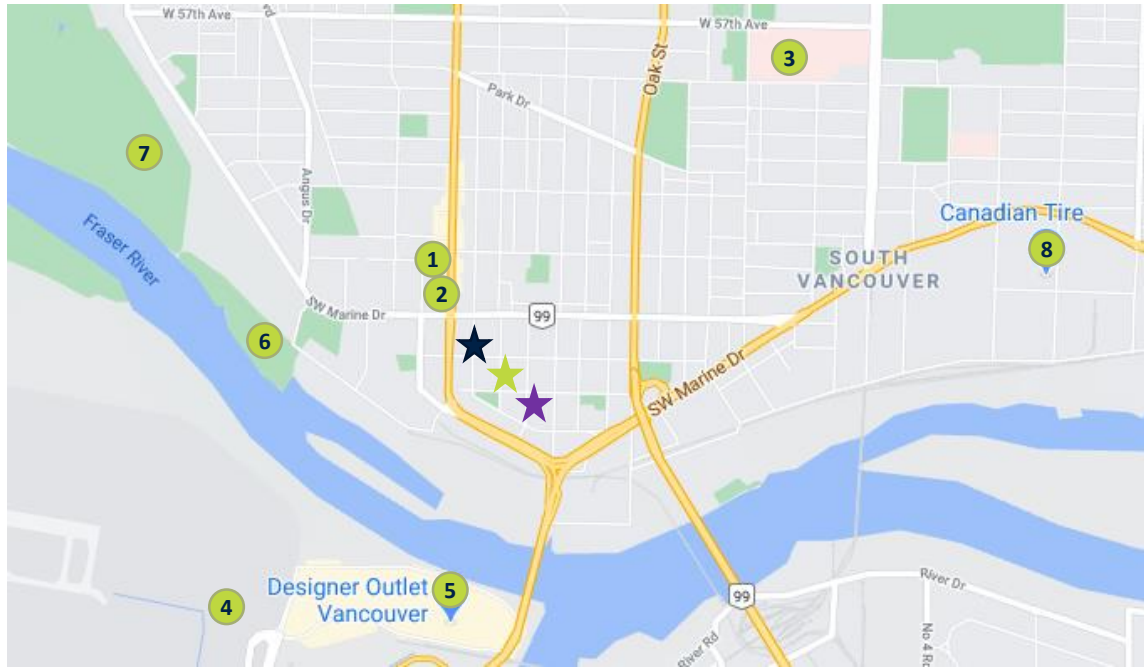 W 57th Ave
W 57th Ave
3
Oak St
Park Dr
7
Angus Dr
Canadian Tire
Fraser River
1
8
SOUTH
VANCOUVER
2
SW Marine Dr
99
6
SW Marine Dr
Designer Outlet
Vancouver
5
4
99
River Dr
River Rd
No 4 Rd